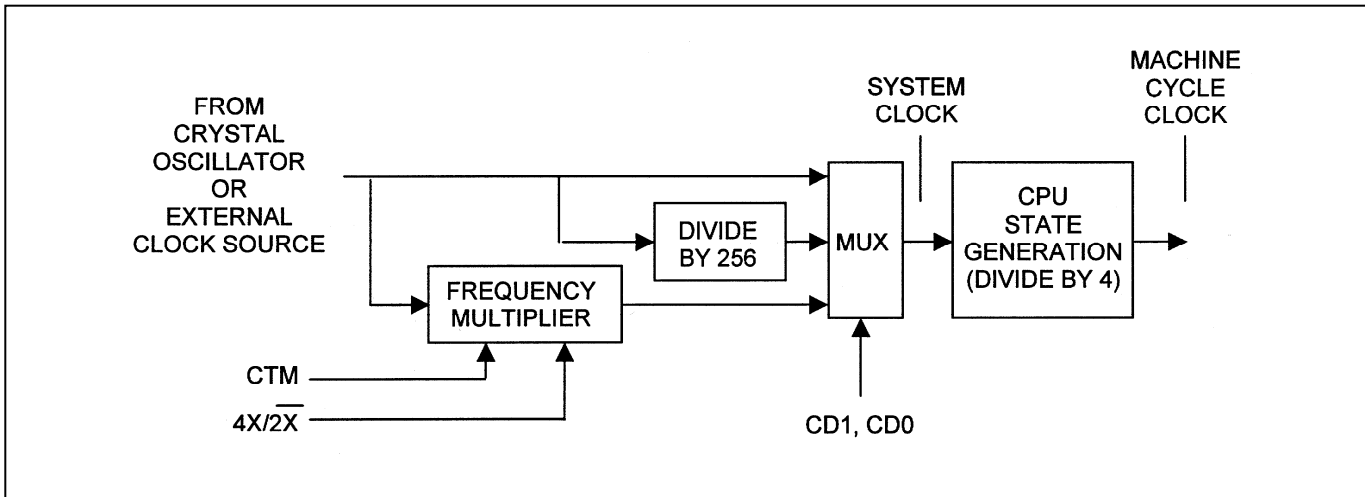 FROM
CRYSTAL
OSCILLATOR
OR
EXTERNAL
CLOCK SOURCE
SYSTEM
CLOCK
MACHINE
CYCLE
CLOCK
DIVIDE
BY 256
MUX
CPU
STATE
GENERATION
(DIVIDE BY 4)
FREQUENCY
MULTIPLIER
CTM
4X/2X̅
CD1, CD0